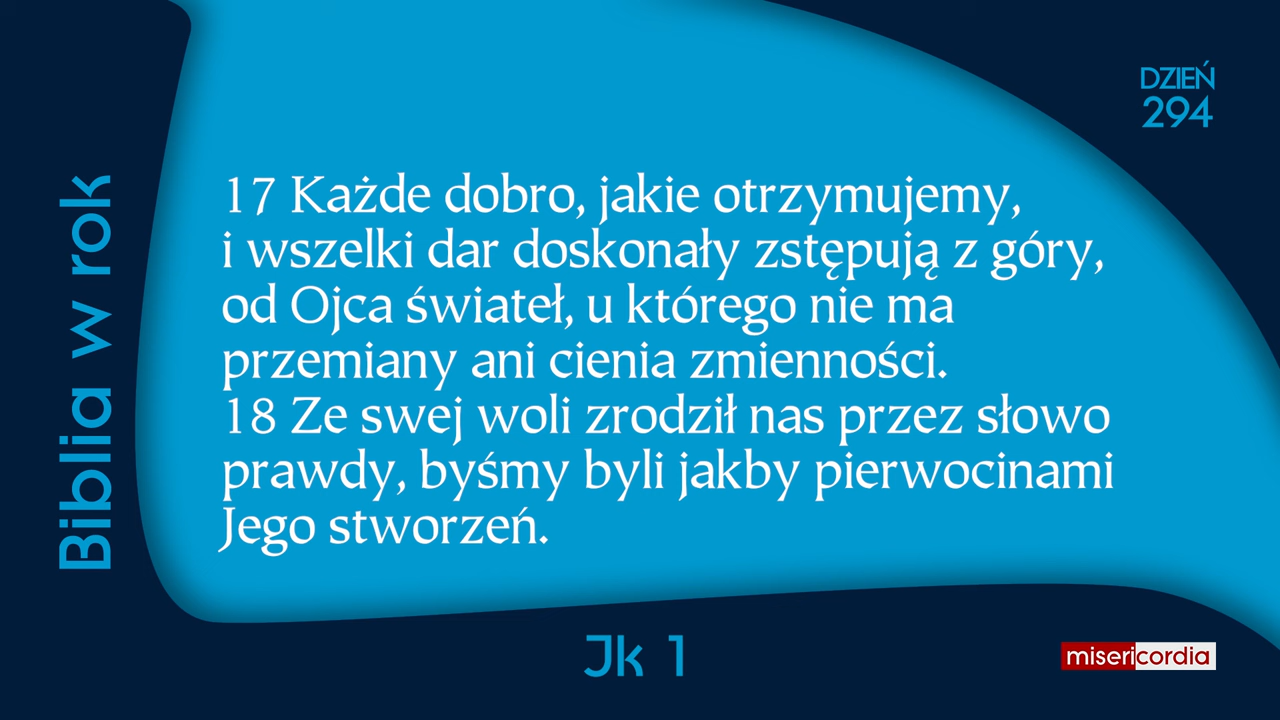 DZIEŃ
294
Biblia w rok
17 Każde dobro, jakie otrzymujemy,
i wszelki dar doskonały zstępują z góry,
od Ojca świateł, u którego nie ma
przemiany ani cienia zmienności.
18 Ze swej woli zrodził nas przez słowo
prawdy, byśmy byli jakby pierwocinami
Jego stworzeń.
Jk 1
misericordia